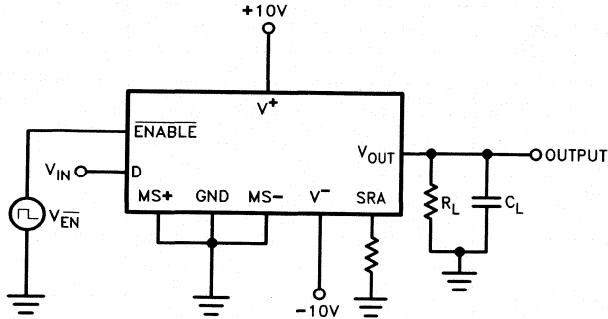 +10V
V+
ENABLE
VOUT
OUTPUT
VIN
D
MS+ GND MS- V- SRA
RL
CL
VEN
-10V